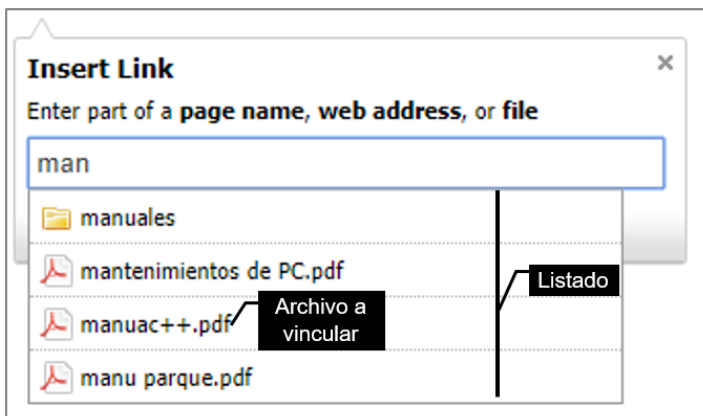 Insert Link
Enter part of a page name, web address, or file
man
manuales
mantenimientos de PC.pdf
Listado
manuac++.pdf
Archivo a
vincular
manu parque.pdf